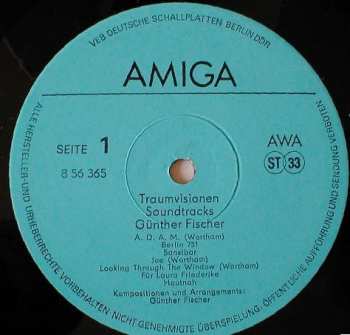 VEB DEUTSCHE SCHALLPLATTEN BERLIN DDR
AMIGA
SEITE 1
8 56 365
AWA
ST 33
Traumvisionen
Soundtracks
Günther Fischer
A. D. A. M. (Wortham)
Berlin 751
Sanslbar
Joe (Wortham)
Looking Through The Window (Wortham)
Für Laura Friederike
Hautnah
Kompositionen und Arrangements:
Günther Fischer
ALLE HERSTELLER- UND URHEBERRECHTE VORBEHALTEN NICHT GENEHMIGTE ÜBERSPIELUNG, ÖFFENTLICHE AUFFÜHRUNG UND SENDUNG VERBOTEN